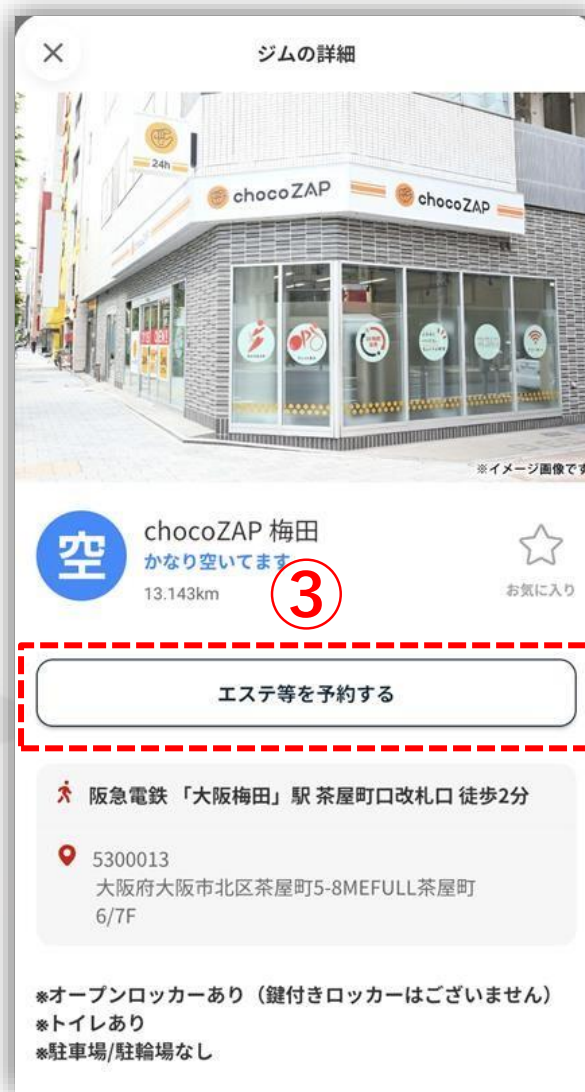 ジムの詳細
24h
chocoZAP
chocoZAP
※イメージ画像です
空
chocoZAP 梅田
かなり空いてます
13.143km
お気に入り
③
エステ等を予約する
阪急電鉄 「大阪梅田」駅 茶屋町口改札口 徒歩2分
5300013
大阪府大阪市北区茶屋町5-8MEFULL茶屋町
6/7F
※オープンロッカーあり（鍵付きロッカーはございません）
※トイレあり
※駐車場/駐輪場なし